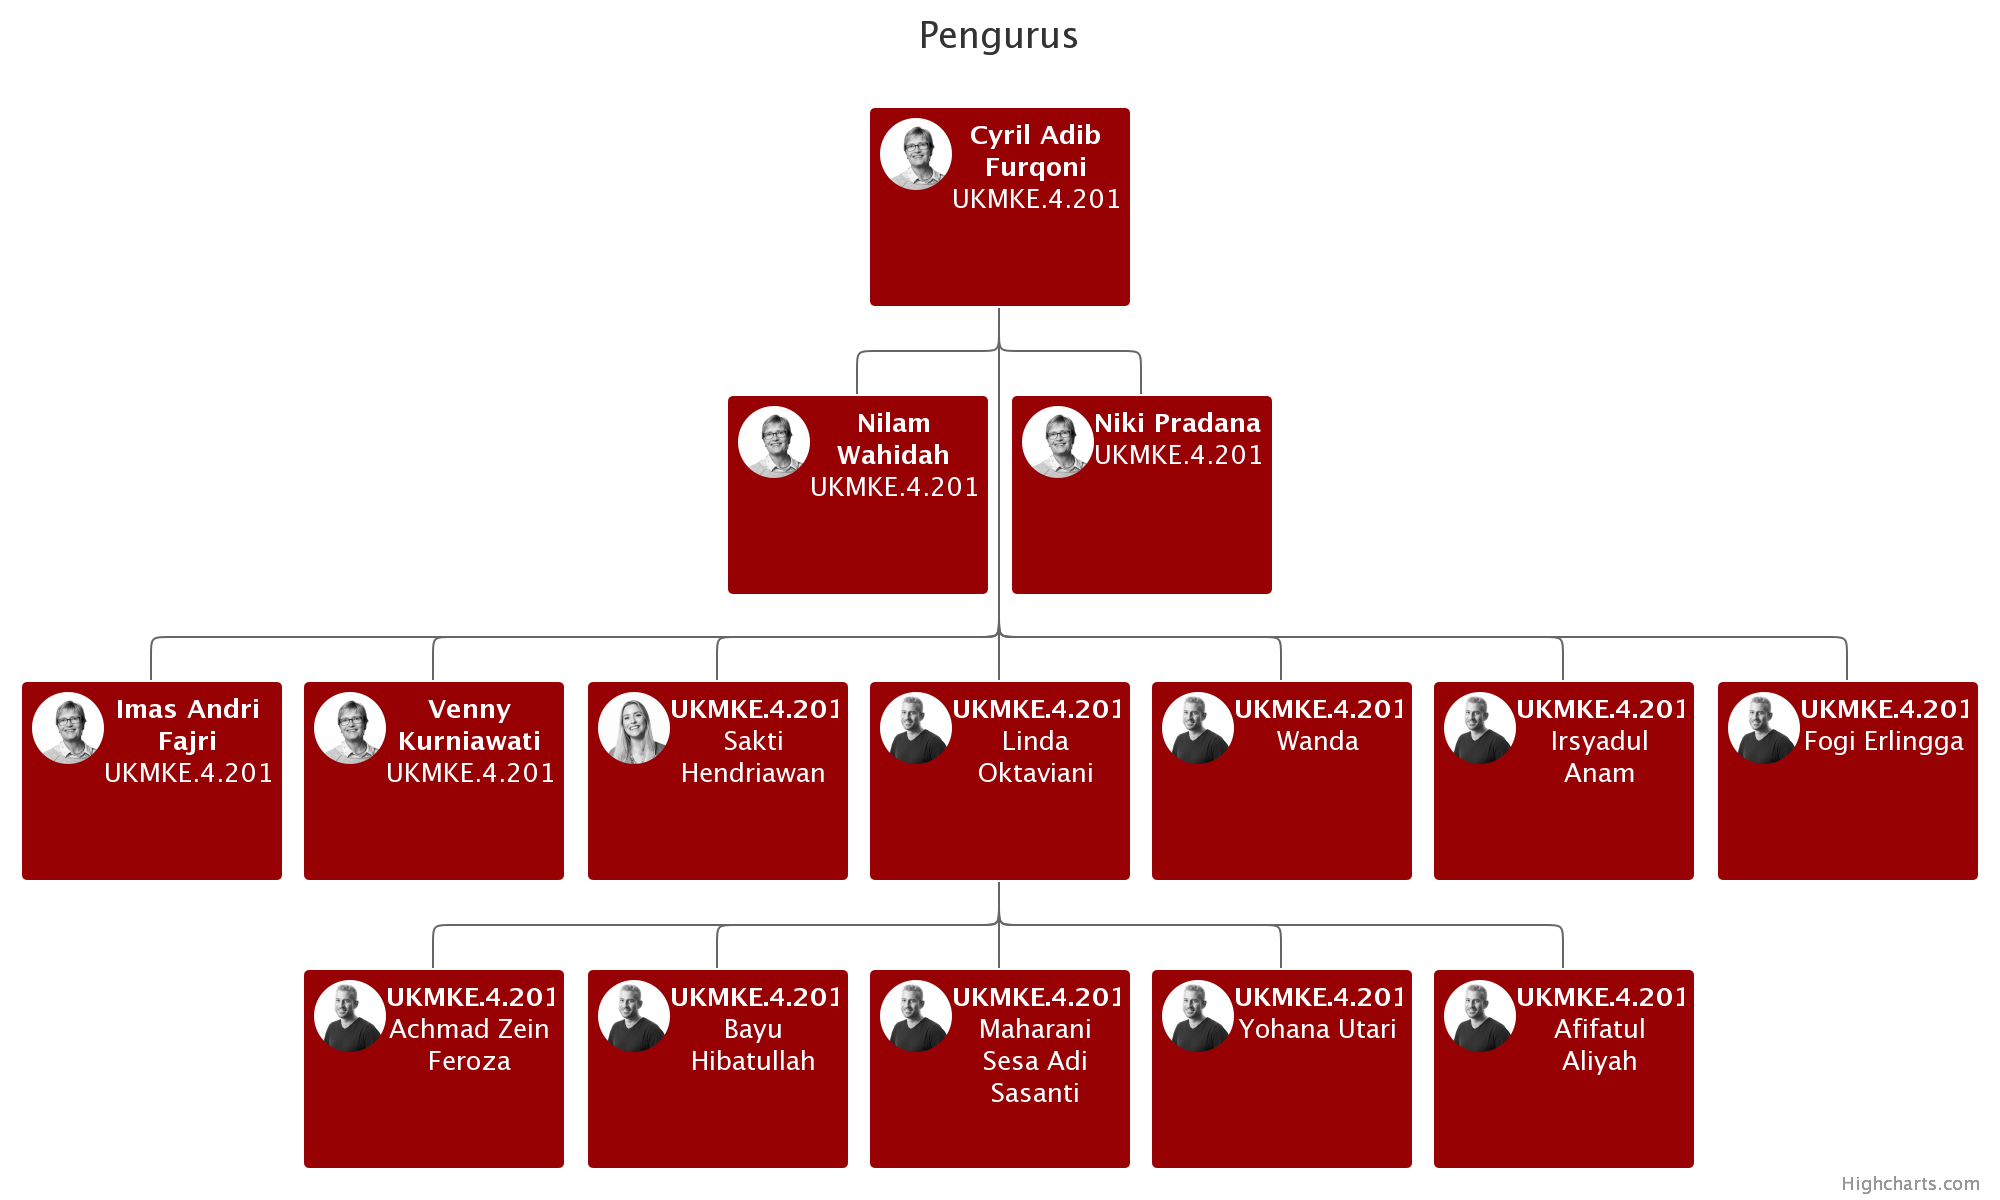 Pengurus
Cyril Adib
Furqoni
UKMKE.4.201
Nilam
Wahidah
UKMKE.4.201
Niki Pradana
UKMKE.4.201
Imas Andri
Fajri
UKMKE.4.201
Venny
Kurniawati
UKMKE.4.201
UKMKE.4.201
Sakti
Hendriawan
UKMKE.4.201
Linda
Oktaviani
UKMKE.4.201
Wanda
UKMKE.4.201
Irsyadul
Anam
UKMKE.4.201
Fogi Erlingga
UKMKE.4.201
Achmad Zein
Feroza
UKMKE.4.201
Bayu
Hibatullah
UKMKE.4.201
Maharani
Sesa Adi
Sasanti
UKMKE.4.201
Yohana Utari
UKMKE.4.201
Afifatul
Aliyah
Highcharts.com